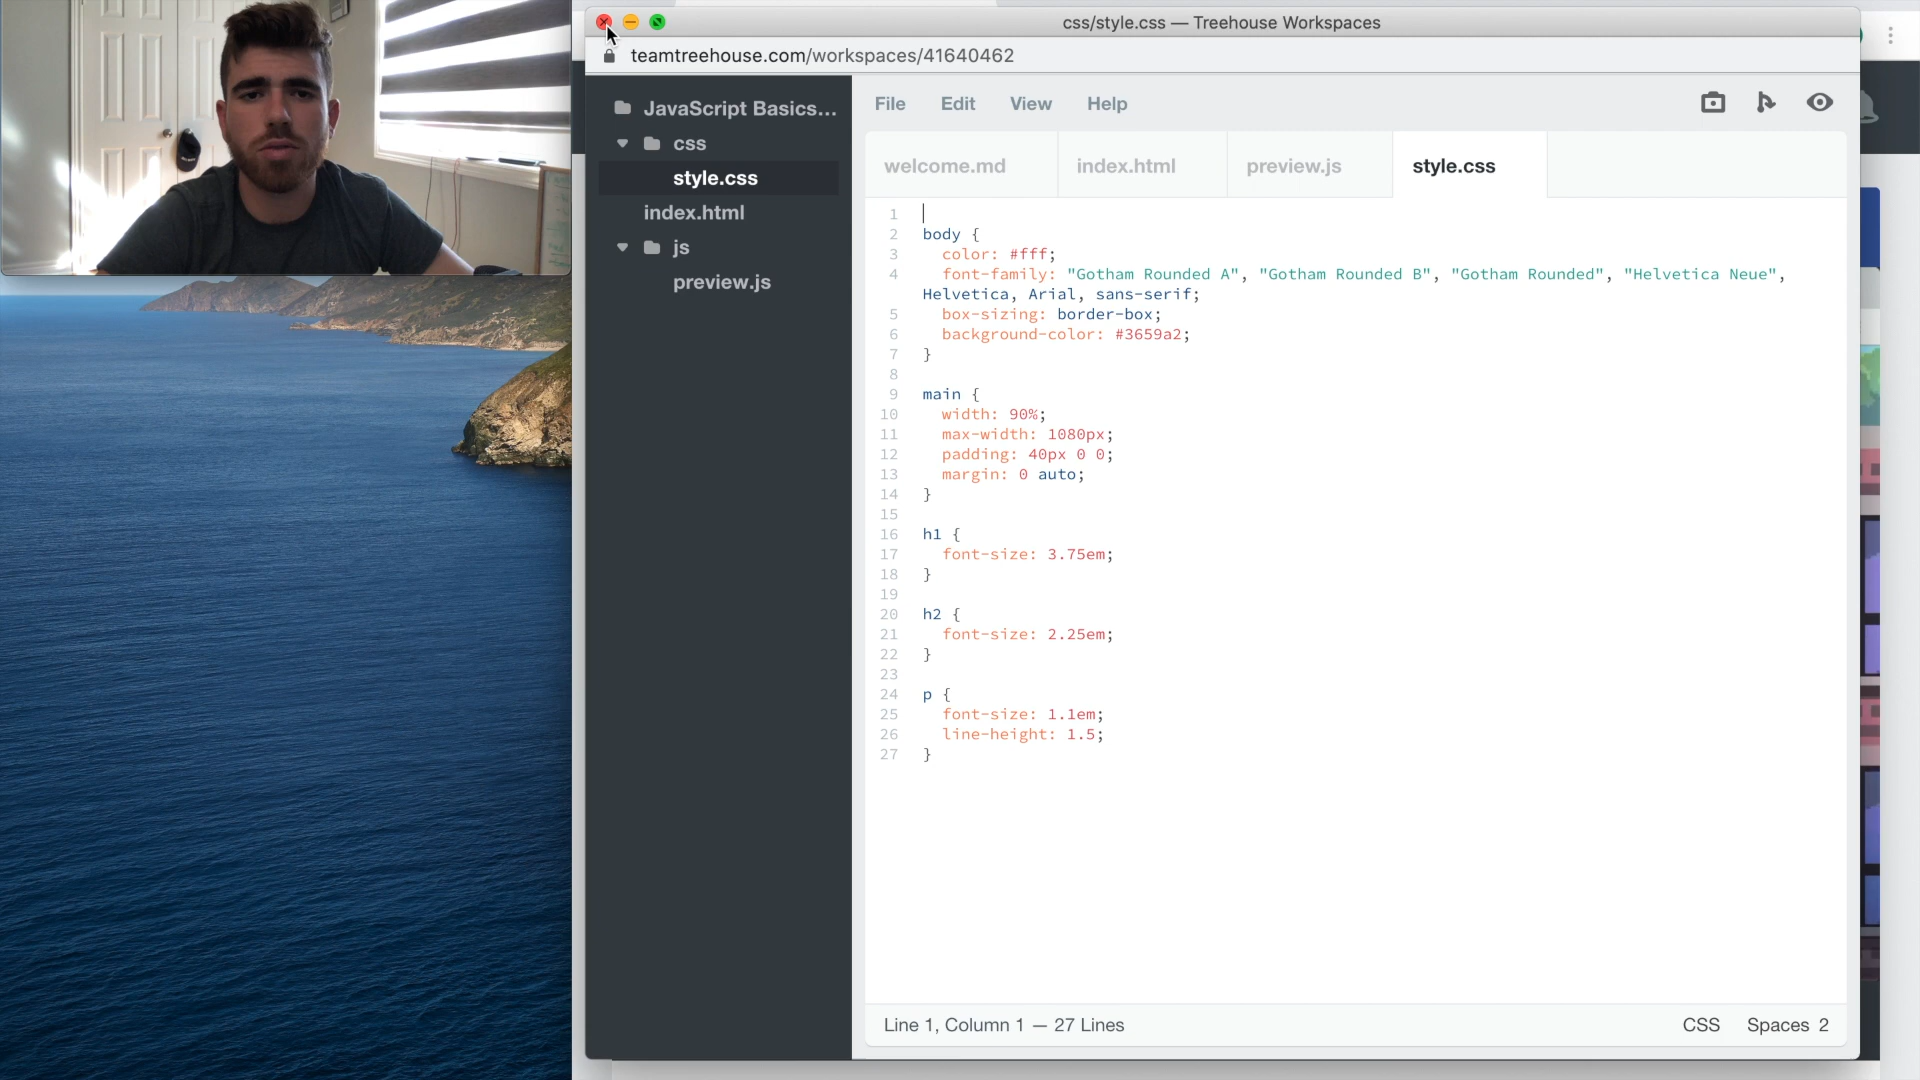 css/style.css — Treehouse Workspaces
teamtreehouse.com/workspaces/41640462
JavaScript Basics...
css
style.css
index.html
js
preview.js
File Edit View Help
welcome.md index.html preview.js style.css
1
2 body {
3 color: #fff;
4 font-family: "Gotham Rounded A", "Gotham Rounded B", "Gotham Rounded", "Helvetica Neue",
Helvetica, Arial, sans-serif;
5 box-sizing: border-box;
6 background-color: #3659a2;
7 }
8
9 main {
10 width: 90%;
11 max-width: 1080px;
12 padding: 40px 0 0;
13 margin: 0 auto;
14 }
15
16 h1 {
17 font-size: 3.75em;
18 }
19
20 h2 {
21 font-size: 2.25em;
22 }
23
24 p {
25 font-size: 1.1em;
26 line-height: 1.5;
27 }
Line 1, Column 1 — 27 Lines
CSS Spaces 2